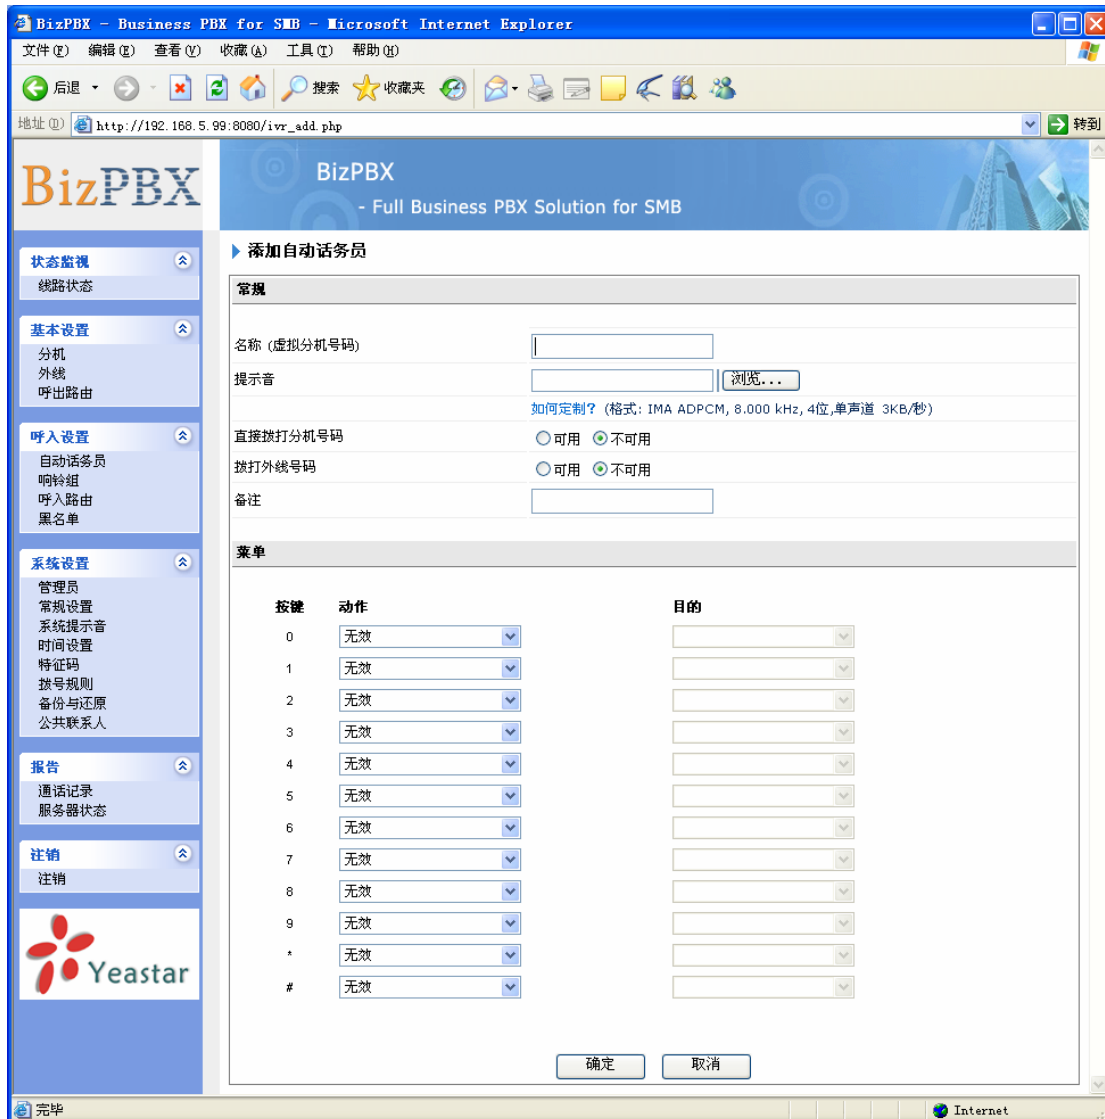 BizPBX - Business PBX for SMB - Microsoft Internet Explorer
文件(F) 编辑(E) 查看(V) 收藏(A) 工具(T) 帮助(H)
后退 搜索 收藏夹
地址(D) http://192.168.5.99:8080/ivr_add.php 转到
BizPBX
BizPBX
- Full Business PBX Solution for SMB
状态监视
线路状态
基本设置
分机
外线
呼出路由
呼入设置
自动话务员
响铃组
呼入路由
黑名单
系统设置
管理员
常规设置
系统提示音
时间设置
特征码
拨号规则
备份与还原
公共联系人
报告
通话记录
服务器状态
注销
注销
Yeastar
添加自动话务员
常规
名称 (虚拟分机号码)
提示音 浏览...
如何定制? (格式: IMA ADPCM, 8.000 kHz, 4位,单声道 3KB/秒)
直接拨打分机号码 可用 不可用
拨打外线号码 可用 不可用
备注
菜单
按键 动作 目的
0 无效
1 无效
2 无效
3 无效
4 无效
5 无效
6 无效
7 无效
8 无效
9 无效
* 无效
# 无效
确定 取消
完毕 Internet